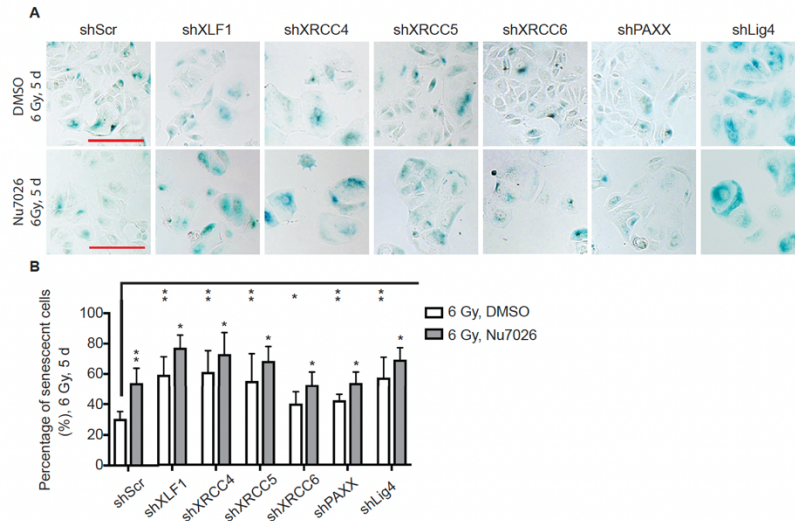 A
shScr shXLF1 shXRCC4 shXRCC5 shXRCC6 shPAXX shLig4
DMSO
6 Gy, 5 d
Nu7026
6Gy, 5 d
B
** ** ** * ** **
100
80
60
40
20
0
Percentage of senescecnt cells
(%), 6 Gy, 5 d
** * * * * * *
6 Gy, DMSO
6 Gy, Nu7026
shScr shXLF1 shXRCC4 shXRCC5 shXRCC6 shPAXX shLig4